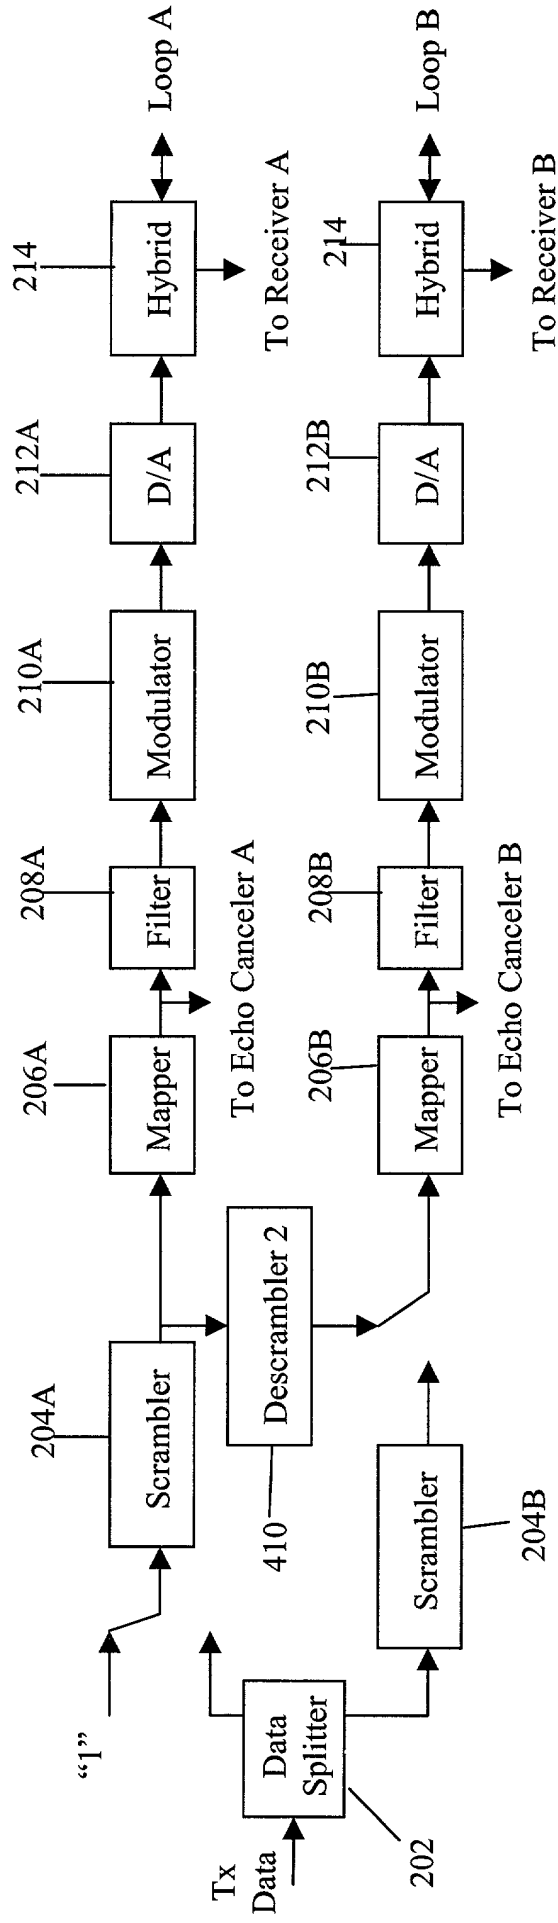 "1"
Tx
Data
Data
Splitter
202
204A
Scrambler
410
Descrambler 2
Scrambler
204B
206A
Mapper
To Echo Canceler A
208A
Filter
210A
Modulator
212A
D/A
214
Hybrid
To Receiver A
Loop A
206B
Mapper
To Echo Canceler B
208B
Filter
210B
Modulator
212B
D/A
214
Hybrid
To Receiver B
Loop B